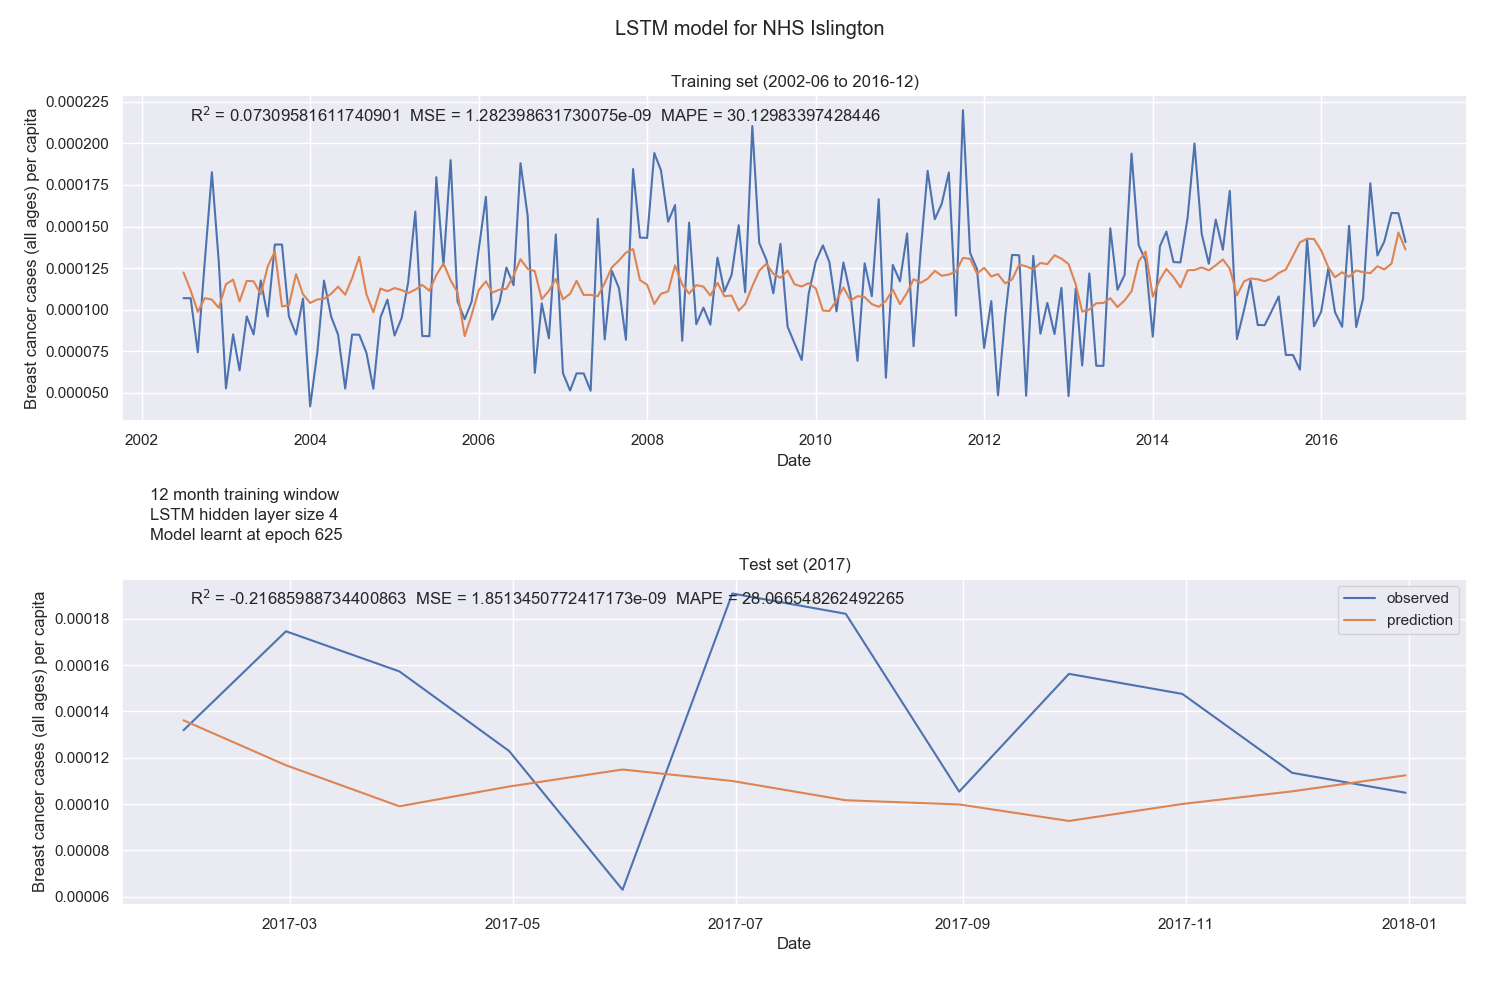 LSTM model for NHS Islington
Training set (2002-06 to 2016-12)
R² = 0.07309581611740901 MSE = 1.282398631730075e-09 MAPE = 30.12983397428446
Breast cancer cases (all ages) per capita
0.000225
0.000200
0.000175
0.000150
0.000125
0.000100
0.000075
0.000050
2002 2004 2006 2008 2010 2012 2014 2016
Date
12 month training window
LSTM hidden layer size 4
Model learnt at epoch 625
Test set (2017)
R² = -0.21685988734400863 MSE = 1.8513450772417173e-09 MAPE = 28.066548262492265
observed
prediction
Breast cancer cases (all ages) per capita
0.00018
0.00016
0.00014
0.00012
0.00010
0.00008
0.00006
2017-03 2017-05 2017-07 2017-09 2017-11 2018-01
Date